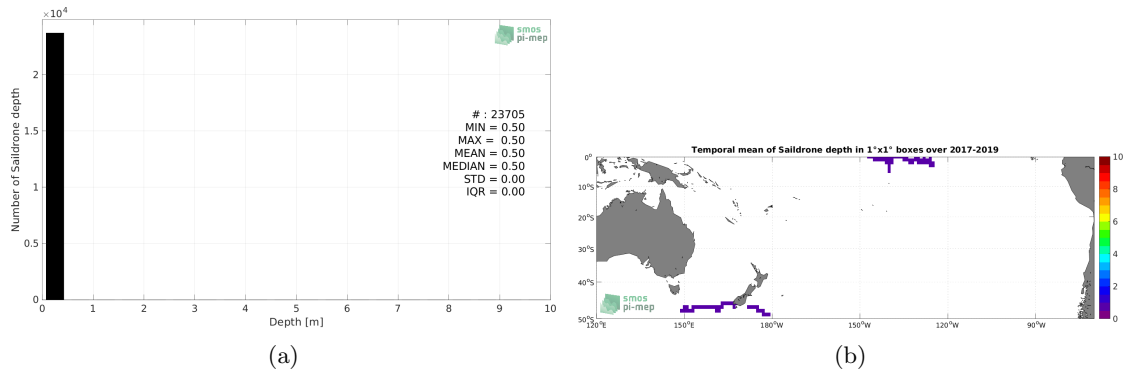 ×10⁴
smos
pi-mep
2
1.5
1
0.5
0
Number of Saildrone depth
# : 23705
MIN = 0.50
MAX = 0.50
MEAN = 0.50
MEDIAN = 0.50
STD = 0.00
IQR = 0.00
0 1 2 3 4 5 6 7 8 9 10
Depth [m]
(a)
Temporal mean of Saildrone depth in 1°x1° boxes over 2017-2019
0°
10°S
20°S
30°S
40°S
50°S
120°E 150°E 180°W 150°W 120°W 90°W
smos
pi-mep
10
8
6
4
2
0
(b)